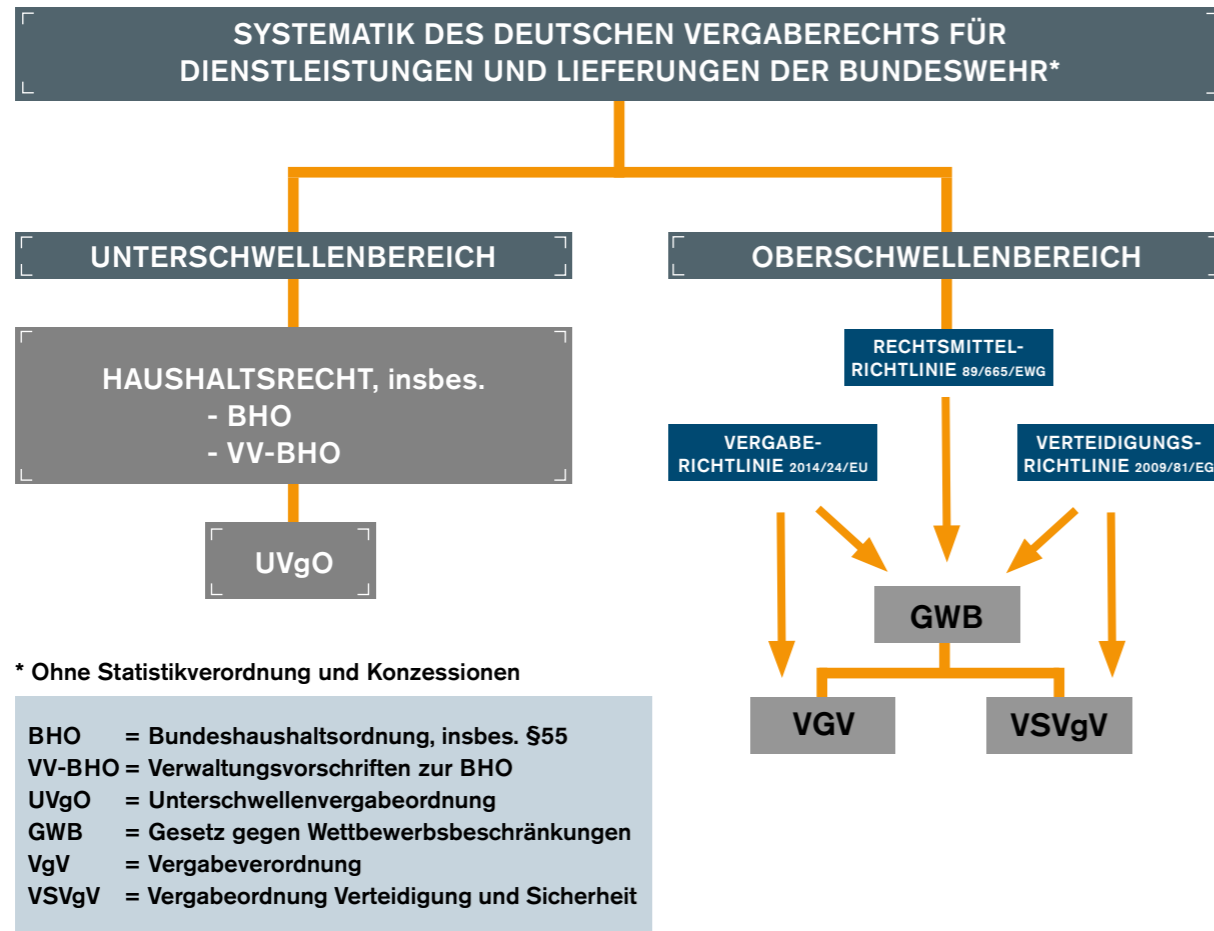 SYSTEMATIK DES DEUTSCHEN VERGABERECHTS FÜR
DIENSTLEISTUNGEN UND LIEFERUNGEN DER BUNDESWEHR*
UNTERSCHWELLENBEREICH
HAUSHALTSRECHT, insbes.
- BHO
- VV-BHO
UVgO
OBERSCHWELLENBEREICH
RECHTSMITTEL-
RICHTLINIE 89/665/EWG
VERGABE-
RICHTLINIE 2014/24/EU
VERTEIDIGUNGS-
RICHTLINIE 2009/81/EG
GWB
VGV
VSVgV
* Ohne Statistikverordnung und Konzessionen
BHO = Bundeshaushaltsordnung, insbes. §55
VV-BHO = Verwaltungsvorschriften zur BHO
UVgO = Unterschwellenvergabeordnung
GWB = Gesetz gegen Wettbewerbsbeschränkungen
VgV = Vergabeverordnung
VSVgV = Vergabeordnung Verteidigung und Sicherheit